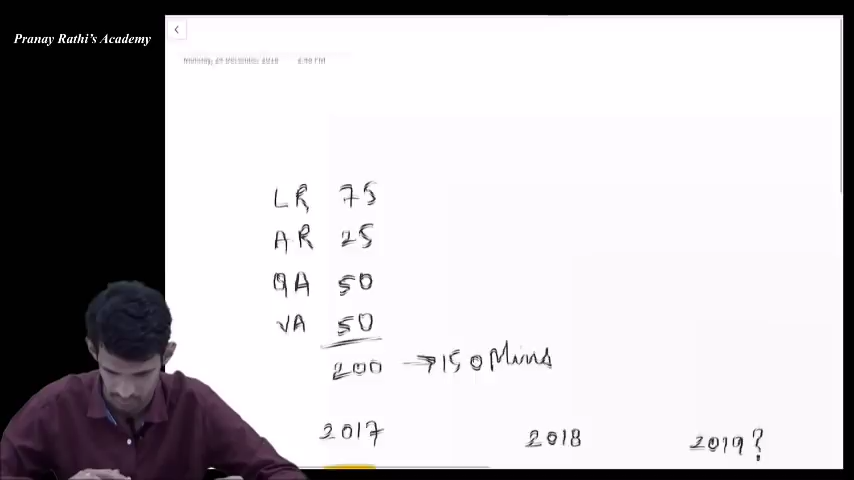 Pranay Rathi's Academy
LR 75
AR 25
QA 50
VA 50
200 → 150 Mins
2017 2018 2019?